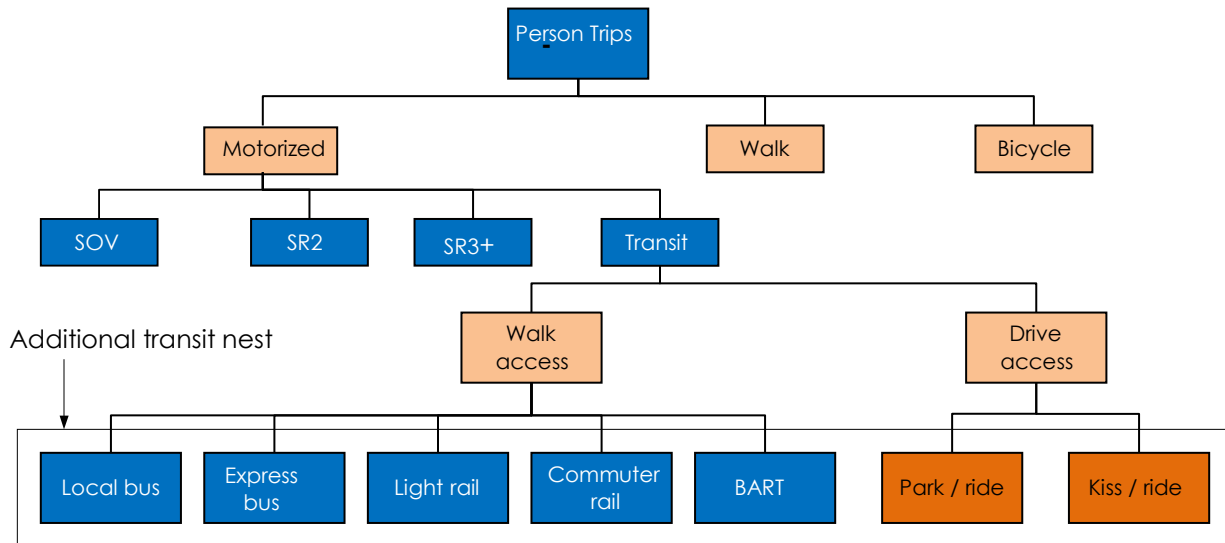 Person Trips
-
Motorized
Walk
Bicycle
SOV
SR2
SR3+
Transit
Additional transit nest
Walk
access
Drive
access
Local bus
Express
bus
Light rail
Commuter
rail
BART
Park / ride
Kiss / ride